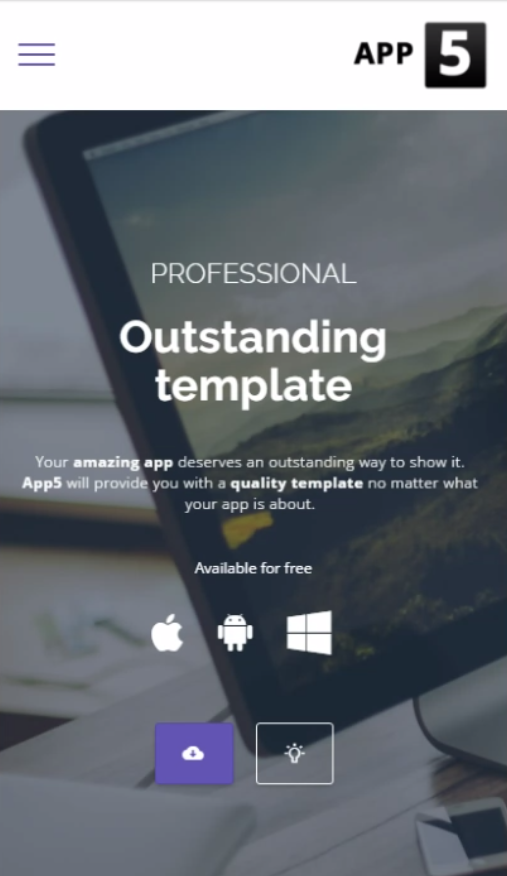 APP 5
PROFESSIONAL
Outstanding
template
Your amazing app deserves an outstanding way to show it.
App5 will provide you with a quality template no matter what
your app is about.
Available for free